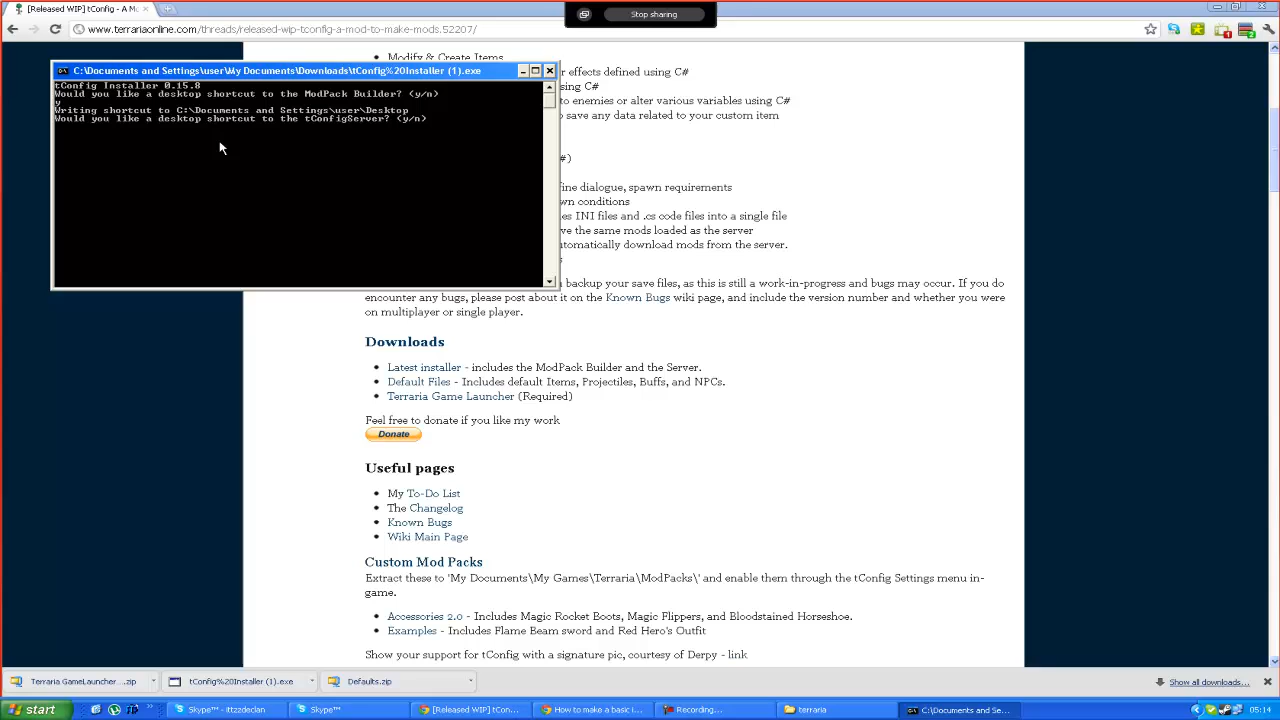 [Released WIP] tConfig - A Mo
Stop sharing
www.terrariaonline.com/threads/released-wip-tconfig-a-mod-to-make-mods.52207/
Modify & Create Items
C:\Documents and Settings\user\My Documents\Downloads\tConfig%20Installer (1).exe
tConfig Installer 0.15.8
Would you like a desktop shortcut to the ModPack Builder? (y/n)
y
Writing shortcut to C:\Documents and Settings\user\Desktop
Would you like a desktop shortcut to the tConfigServer? (y/n)
er effects defined using C#
sing C#
to enemies or alter various variables using C#
to save any data related to your custom item
#)
fine dialogue, spawn requirements
wn conditions
es INI files and .cs code files into a single file
ve the same mods loaded as the server
automatically download mods from the server.
s
backup your save files, as this is still a work-in-progress and bugs may occur. If you do
encounter any bugs, please post about it on the Known Bugs wiki page, and include the version number and whether you were
on multiplayer or single player.
Downloads
Latest installer - includes the ModPack Builder and the Server.
Default Files - Includes default Items, Projectiles, Buffs, and NPCs.
Terraria Game Launcher (Required)
Feel free to donate if you like my work
Donate
Useful pages
My To-Do List
The Changelog
Known Bugs
Wiki Main Page
Custom Mod Packs
Extract these to 'My Documents\My Games\Terraria\ModPacks\' and enable them through the tConfig Settings menu in-
game.
Accessories 2.0 - Includes Magic Rocket Boots, Magic Flippers, and Bloodstained Horseshoe.
Examples - Includes Flame Beam sword and Red Hero's Outfit
Show your support for tConfig with a signature pic, courtesy of Derpy - link
Terraria GameLauncher....zip
tConfig%20Installer (1).exe
Defaults.zip
Show all downloads...
start
Skype™ - ittzzdeclan
Skype™
[Released WIP] tCon...
How to make a basic i...
Recording...
terraria
C:\Documents and Se...
05:14